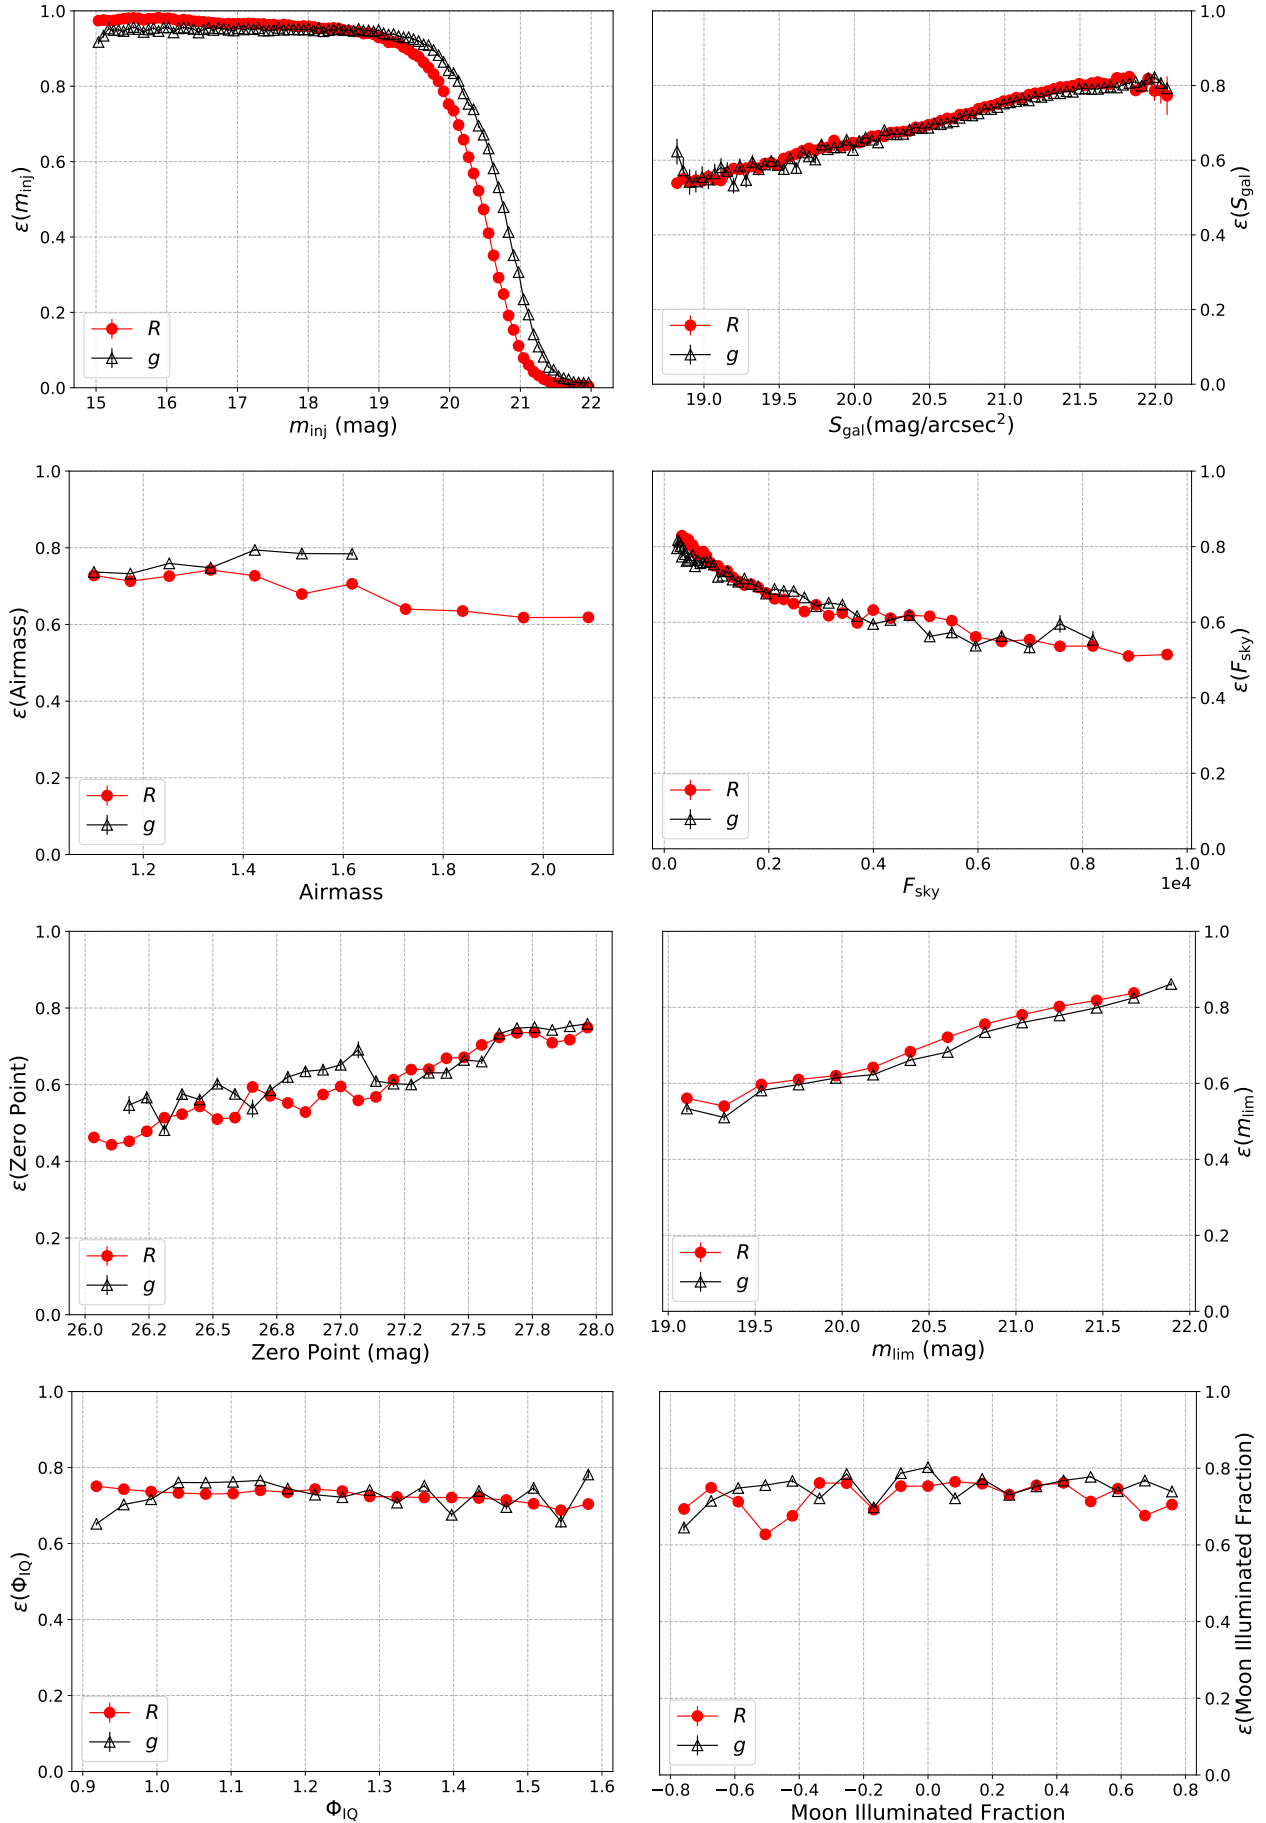 1.0
0.8
0.6
0.4
0.2
0.0
ε(m_inj)
R
g
15 16 17 18 19 20 21 22
m_inj (mag)
1.0
0.8
0.6
0.4
0.2
0.0
ε(S_gal)
R
g
19.0 19.5 20.0 20.5 21.0 21.5 22.0
S_gal(mag/arcsec²)
1.0
0.8
0.6
0.4
0.2
0.0
ε(Airmass)
R
g
1.2 1.4 1.6 1.8 2.0
Airmass
1.0
0.8
0.6
0.4
0.2
0.0
ε(F_sky)
R
g
0.0 0.2 0.4 0.6 0.8 1.0
1e4
F_sky
1.0
0.8
0.6
0.4
0.2
0.0
ε(Zero Point)
R
g
26.0 26.2 26.5 26.8 27.0 27.2 27.5 27.8 28.0
Zero Point (mag)
1.0
0.8
0.6
0.4
0.2
0.0
ε(m_lim)
R
g
19.0 19.5 20.0 20.5 21.0 21.5 22.0
m_lim (mag)
1.0
0.8
0.6
0.4
0.2
0.0
ε(Φ_IQ)
R
g
0.9 1.0 1.1 1.2 1.3 1.4 1.5 1.6
Φ_IQ
1.0
0.8
0.6
0.4
0.2
0.0
ε(Moon Illuminated Fraction)
R
g
−0.8 −0.6 −0.4 −0.2 0.0 0.2 0.4 0.6 0.8
Moon Illuminated Fraction